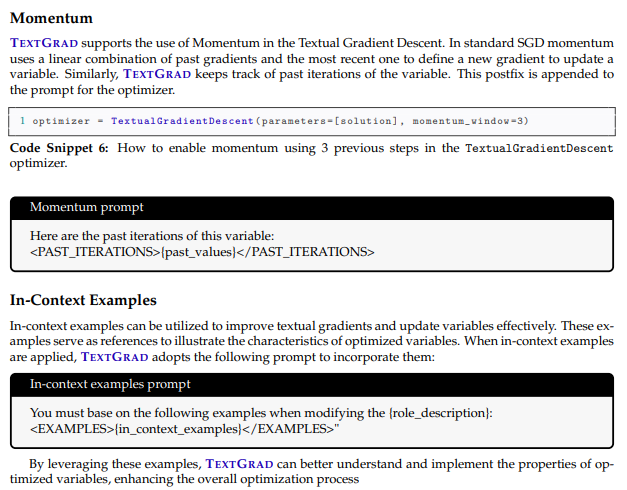 Momentum
TEXTGRAD supports the use of Momentum in the Textual Gradient Descent. In standard SGD momentum
uses a linear combination of past gradients and the most recent one to define a new gradient to update a
variable. Similarly, TEXTGRAD keeps track of past iterations of the variable. This postfix is appended to
the prompt for the optimizer.
1 optimizer = TextualGradientDescent(parameters=[solution], momentum_window=3)
Code Snippet 6: How to enable momentum using 3 previous steps in the TextualGradientDescent
optimizer.
Momentum prompt
Here are the past iterations of this variable:
<PAST_ITERATIONS>{past_values}</PAST_ITERATIONS>
In-Context Examples
In-context examples can be utilized to improve textual gradients and update variables effectively. These ex-
amples serve as references to illustrate the characteristics of optimized variables. When in-context examples
are applied, TEXTGRAD adopts the following prompt to incorporate them:
In-context examples prompt
You must base on the following examples when modifying the {role_description}:
<EXAMPLES>{in_context_examples}</EXAMPLES>"
By leveraging these examples, TEXTGRAD can better understand and implement the properties of op-
timized variables, enhancing the overall optimization process